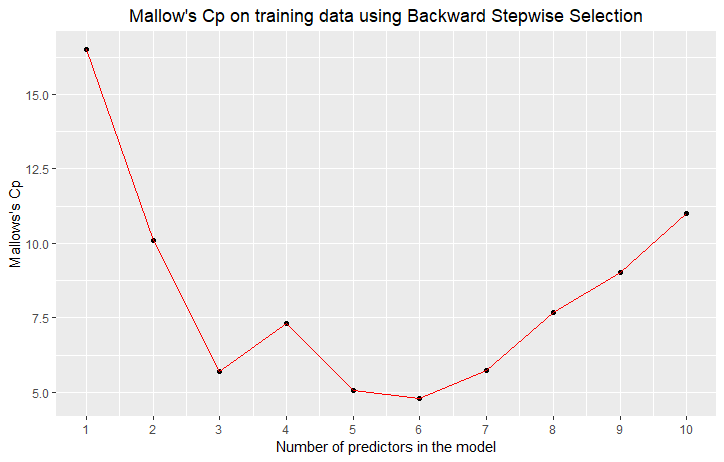 Mallow's Cp on training data using Backward Stepwise Selection
Mallows's Cp
15.0
12.5
10.0
7.5
5.0
1 2 3 4 5 6 7 8 9 10
Number of predictors in the model